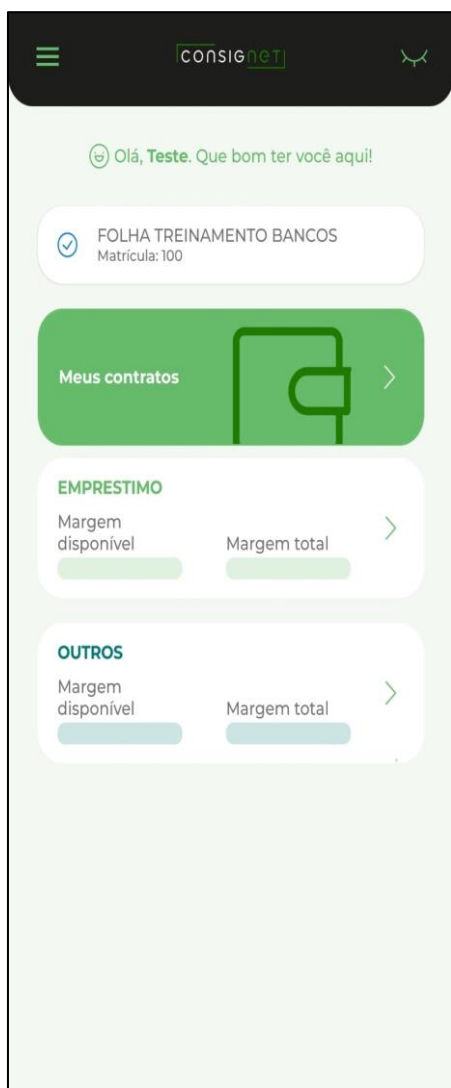 CONSIGNET
Olá, Teste. Que bom ter você aqui!
FOLHA TREINAMENTO BANCOS
Matrícula: 100
Meus contratos
EMPRESTIMO
Margem
disponível
Margem total
OUTROS
Margem
disponível
Margem total